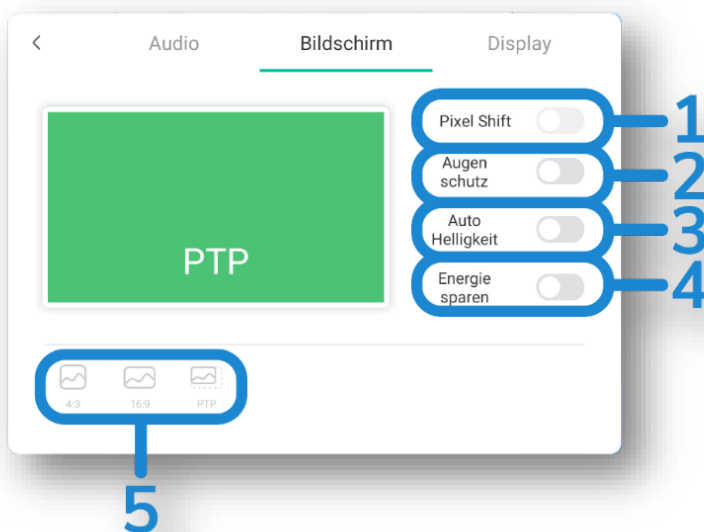 Audio Bildschirm Display
Pixel Shift
1
Augen
schutz
2
Auto
Helligkeit
3
Energie
sparen
4
PTP
4:3 16:9 PTP
5